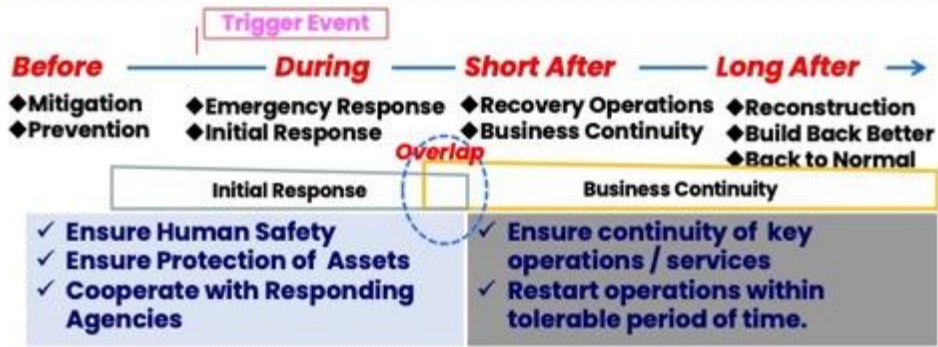 Trigger Event
Before
During
Short After
Long After
◆Mitigation
◆Prevention
◆Emergency Response
◆Initial Response
◆Recovery Operations
◆Business Continuity
◆Reconstruction
◆Build Back Better
◆Back to Normal
Overlap
Initial Response
Business Continuity
✓ Ensure Human Safety
✓ Ensure Protection of Assets
✓ Cooperate with Responding
Agencies
✓ Ensure continuity of key
operations / services
✓ Restart operations within
tolerable period of time.